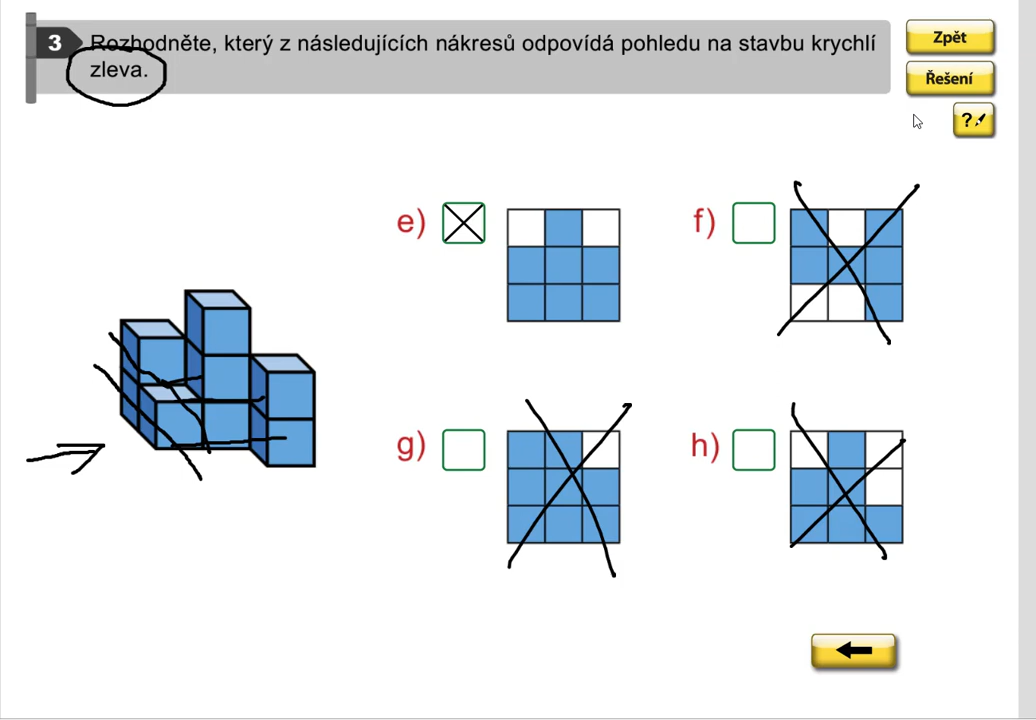 3 Rozhodněte, který z následujících nákresů odpovídá pohledu na stavbu krychlí
zleva.
Zpět
Řešení
?
e)
f)
g)
h)